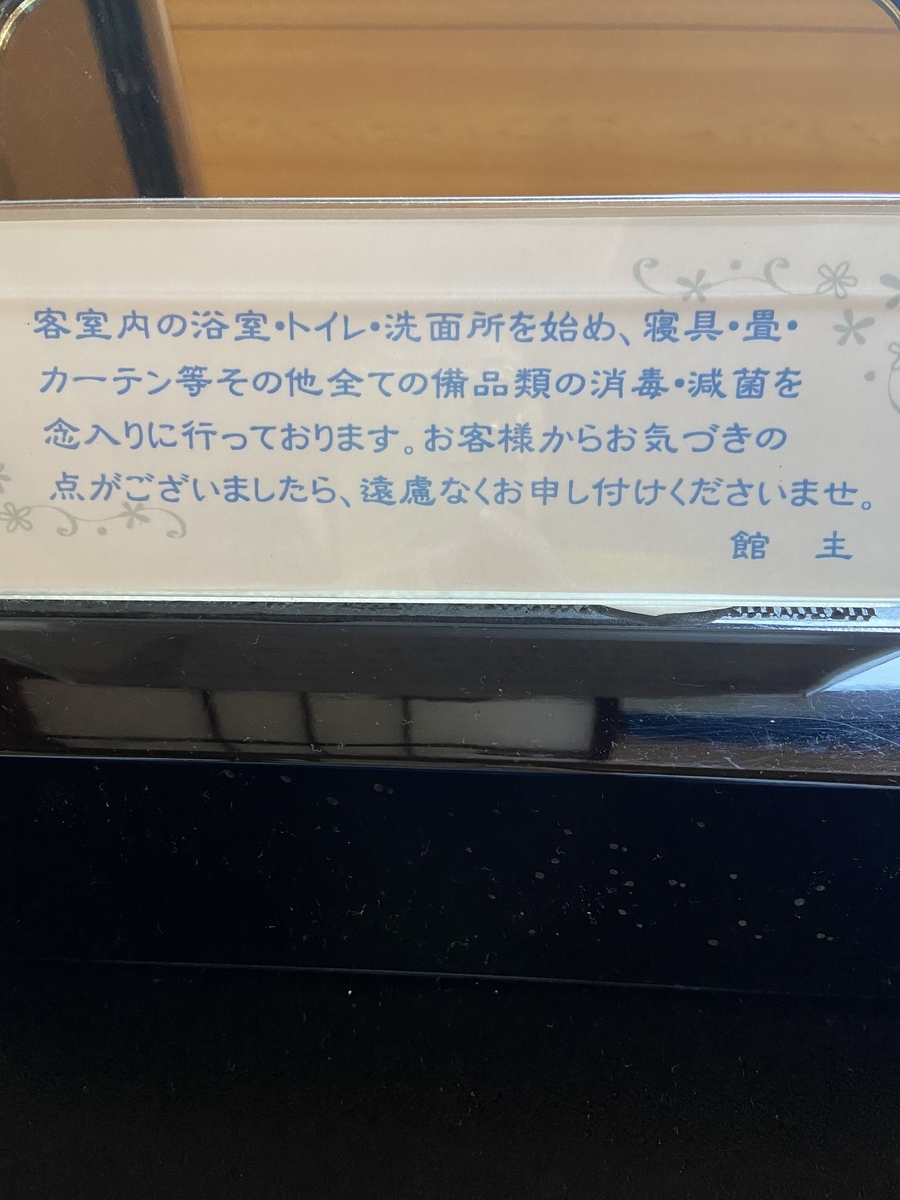 客室内の浴室・トイレ・洗面所を始め、寝具・畳・
カーテン等その他全ての備品類の消毒・減菌を
念入りに行っております。お客様からお気づきの
点がございましたら、遠慮なくお申し付けくださいませ。
館 主